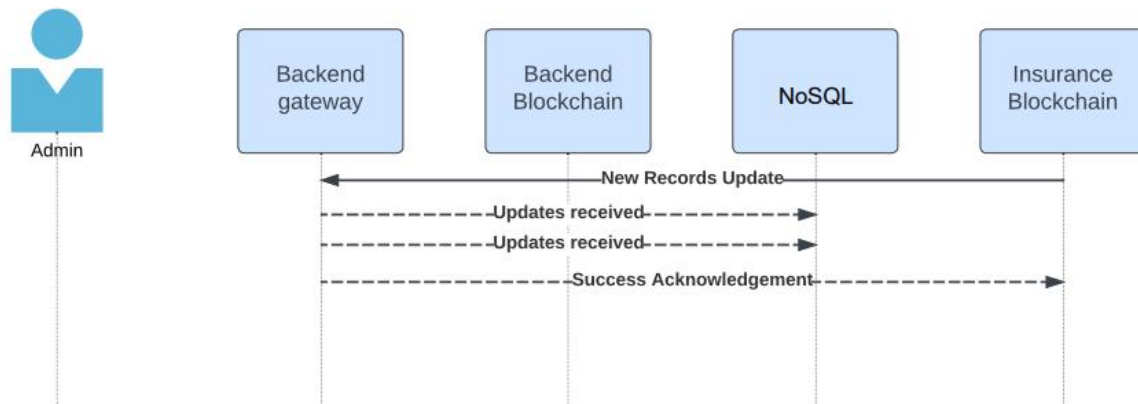 Admin
Backend
gateway
Backend
Blockchain
NoSQL
Insurance
Blockchain
New Records Update
Updates received
Updates received
Success Acknowledgement